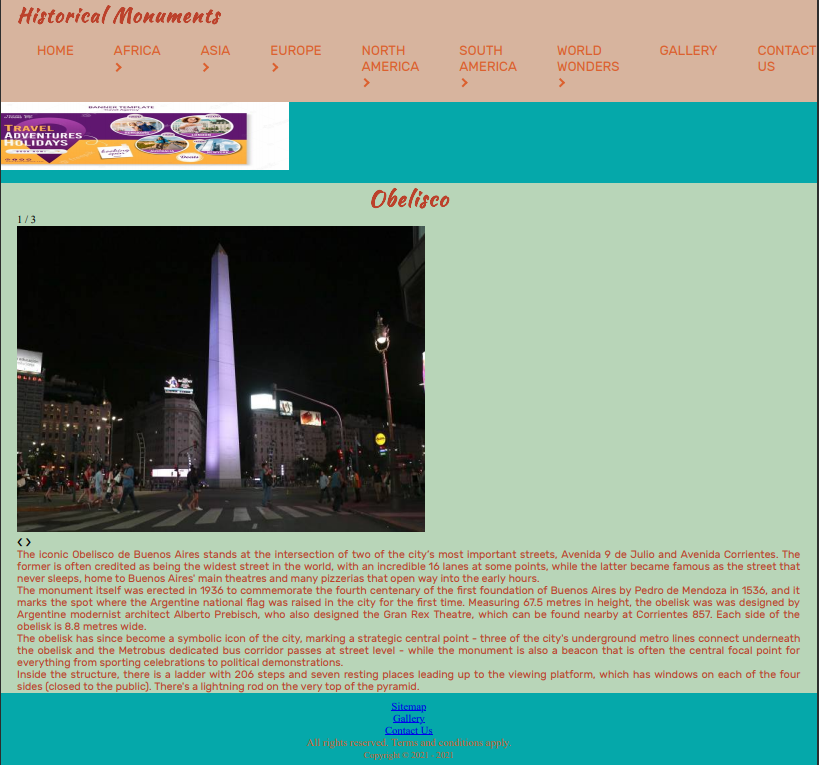 Historical Monuments
HOME
AFRICA
ASIA
EUROPE
NORTH
AMERICA
SOUTH
AMERICA
WORLD
WONDERS
GALLERY
CONTACT
US
BANNER TEMPLATE
TRAVEL
ADVENTURES
HOLIDAYS
Obelisco
1 / 3
The iconic Obelisco de Buenos Aires stands at the intersection of two of the city's most important streets, Avenida 9 de Julio and Avenida Corrientes. The
former is often credited as being the widest street in the world, with an incredible 16 lanes at some points, while the latter became famous as the street that
never sleeps, home to Buenos Aires' main theatres and many pizzerias that open way into the early hours.
The monument itself was erected in 1936 to commemorate the fourth centenary of the first foundation of Buenos Aires by Pedro de Mendoza in 1536, and it
marks the spot where the Argentine national flag was raised in the city for the first time. Measuring 67.5 metres in height, the obelisk was was designed by
Argentine modernist architect Alberto Prebisch, who also designed the Gran Rex Theatre, which can be found nearby at Corrientes 857. Each side of the
obelisk is 8.8 metres wide.
The obelisk has since become a symbolic icon of the city, marking a strategic central point - three of the city's underground metro lines connect underneath
the obelisk and the Metrobus dedicated bus corridor passes at street level - while the monument is also a beacon that is often the central focal point for
everything from sporting celebrations to political demonstrations.
Inside the structure, there is a ladder with 206 steps and seven resting places leading up to the viewing platform, which has windows on each of the four
sides (closed to the public). There's a lightning rod on the very top of the pyramid.
Sitemap
Gallery
Contact Us
All rights reserved. Terms and conditions apply.
Copyright © 2021 - 2021